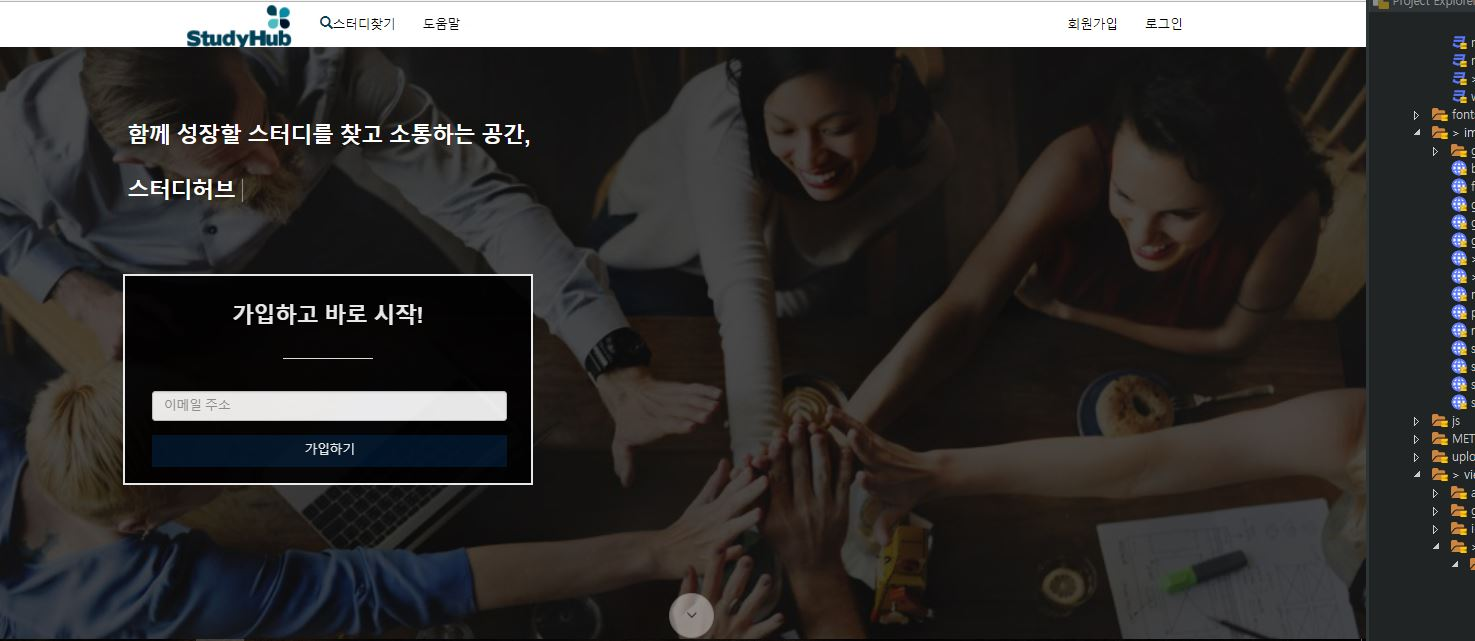 StudyHub
스터디찾기
도움말
회원가입
로그인
함께 성장할 스터디를 찾고 소통하는 공간,
스터디허브
가입하고 바로 시작!
이메일 주소
가입하기
Project Explorer
js